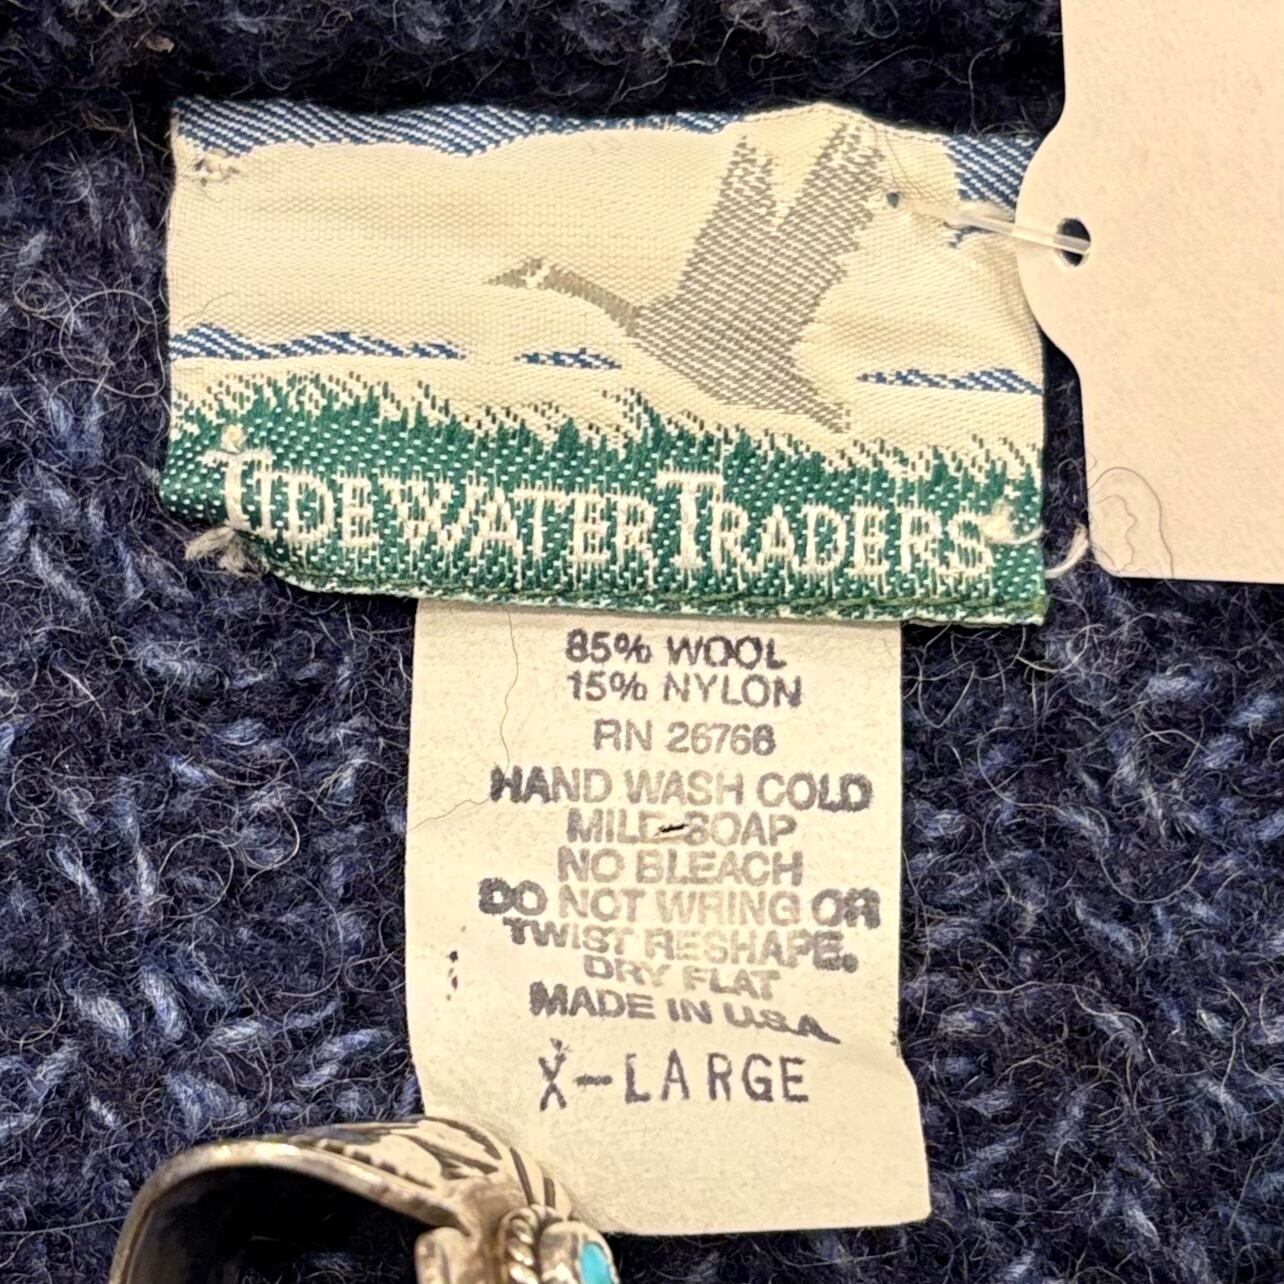 TIDEWATER TRADERS
85% WOOL
15% NYLON
RN 26768
HAND WASH COLD
MILD SOAP
NO BLEACH
DO NOT WRING OR
TWIST RESHAPE.
DRY FLAT
MADE IN U.S.A.
X-LARGE